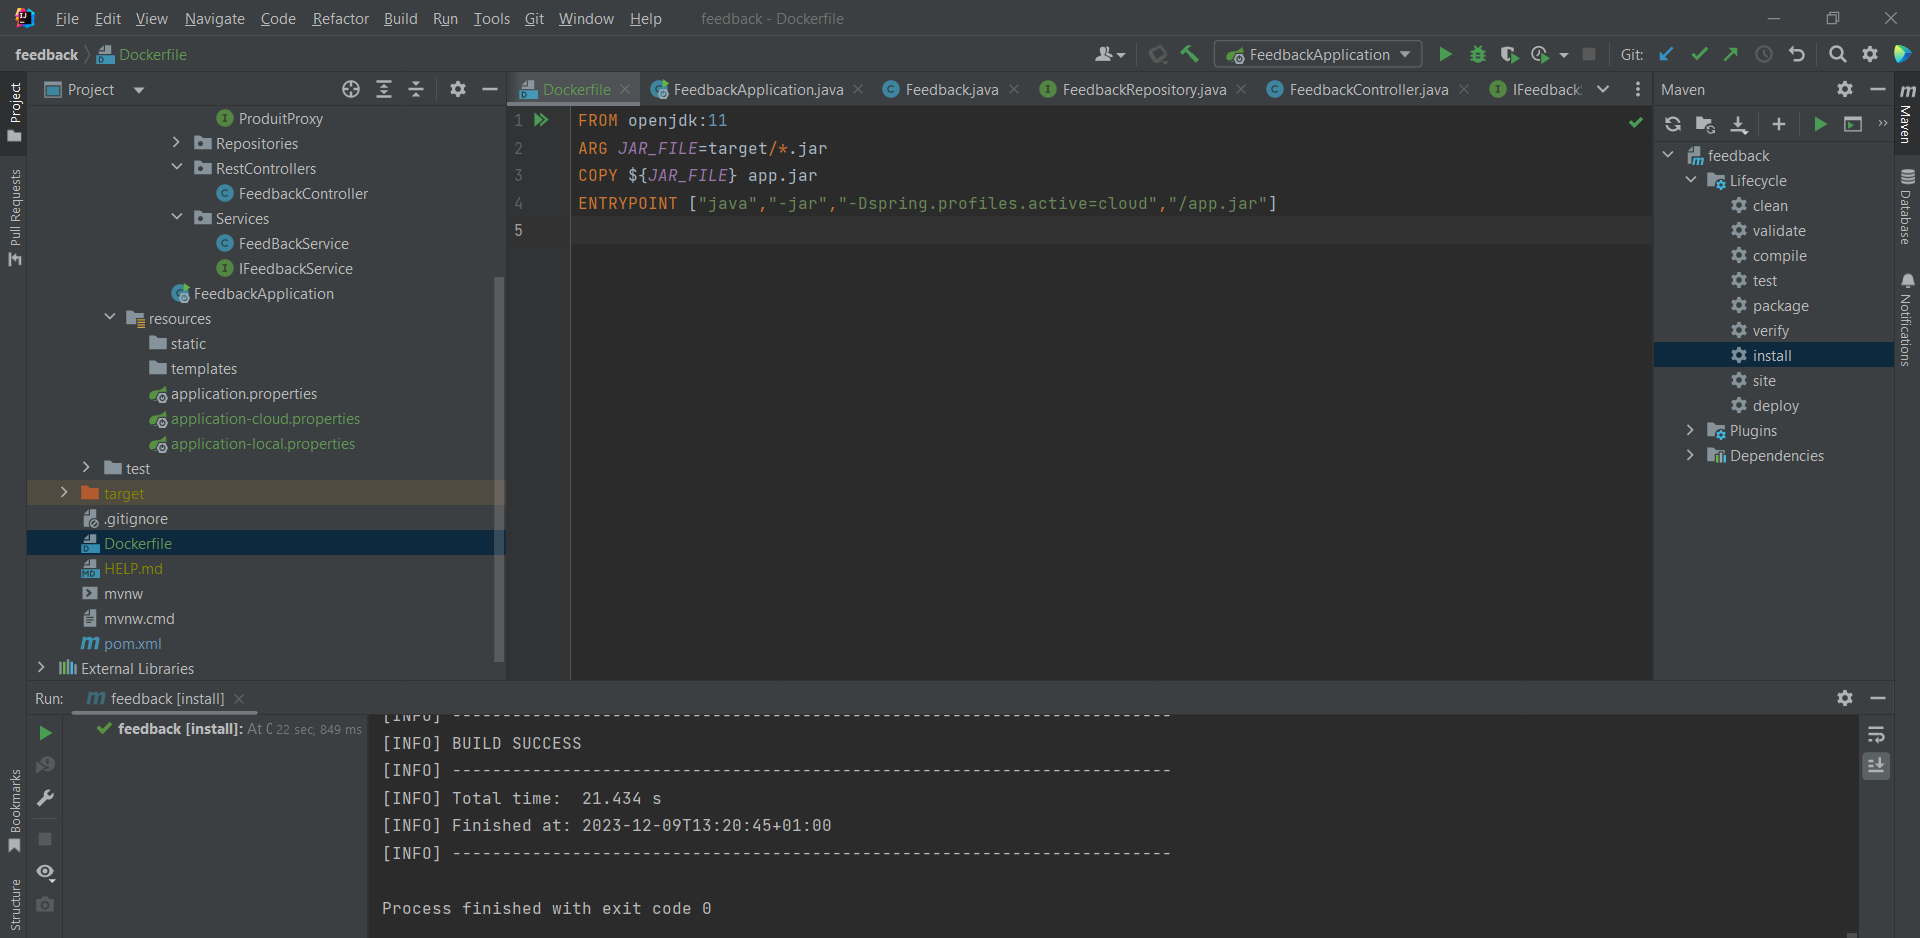 File Edit View Navigate Code Refactor Build Run Tools Git Window Help feedback - Dockerfile
feedback Dockerfile FeedbackApplication Git:
Project
Pull Requests
Bookmarks
Structure
Project
ProduitProxy
Repositories
RestControllers
FeedbackController
Services
FeedBackService
IFeedbackService
FeedbackApplication
resources
static
templates
application.properties
application-cloud.properties
application-local.properties
test
target
.gitignore
Dockerfile
HELP.md
mvnw
mvnw.cmd
pom.xml
External Libraries
Dockerfile FeedbackApplication.java Feedback.java FeedbackRepository.java FeedbackController.java IFeedback
1 FROM openjdk:11
2 ARG JAR_FILE=target/*.jar
3 COPY ${JAR_FILE} app.jar
4 ENTRYPOINT ["java","-jar","-Dspring.profiles.active=cloud","/app.jar"]
5
Maven
feedback
Lifecycle
clean
validate
compile
test
package
verify
install
site
deploy
Plugins
Dependencies
Maven
Database
Notifications
Run: feedback [install]
feedback [install]: At 22 sec, 849 ms
[INFO] ------------------------------------------------------------------------
[INFO] BUILD SUCCESS
[INFO] ------------------------------------------------------------------------
[INFO] Total time:  21.434 s
[INFO] Finished at: 2023-12-09T13:20:45+01:00
[INFO] ------------------------------------------------------------------------
Process finished with exit code 0